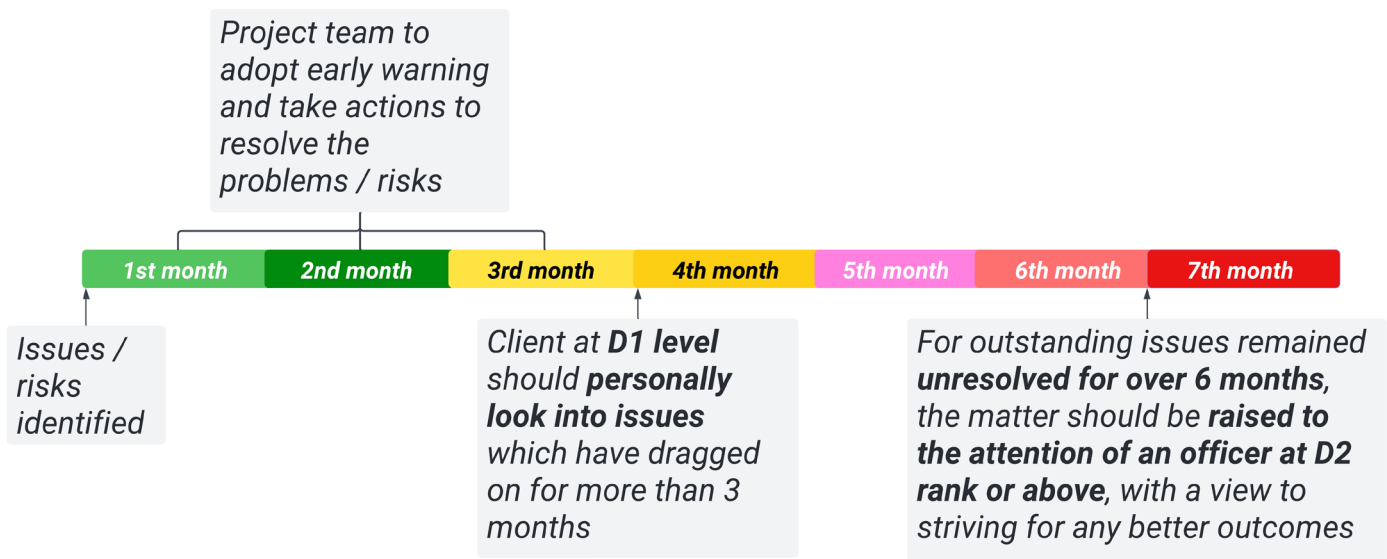 Project team to
adopt early warning
and take actions to
resolve the
problems / risks
1st month
2nd month
3rd month
4th month
5th month
6th month
7th month
Issues /
risks
identified
Client at D1 level
should personally
look into issues
which have dragged
on for more than 3
months
For outstanding issues remained
unresolved for over 6 months,
the matter should be raised to
the attention of an officer at D2
rank or above, with a view to
striving for any better outcomes